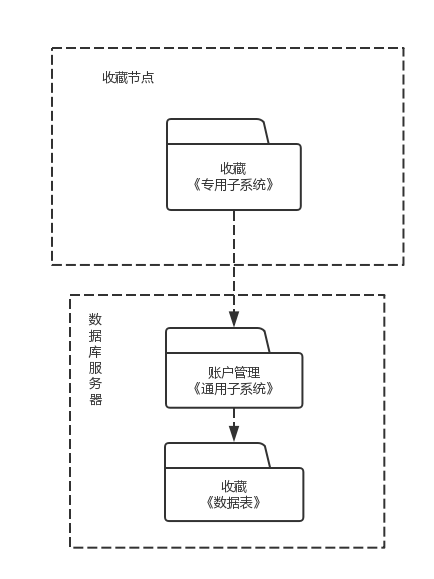 收藏节点
收藏
《专用子系统》
数
据
库
服
务
器
账户管理
《通用子系统》
收藏
《数据表》